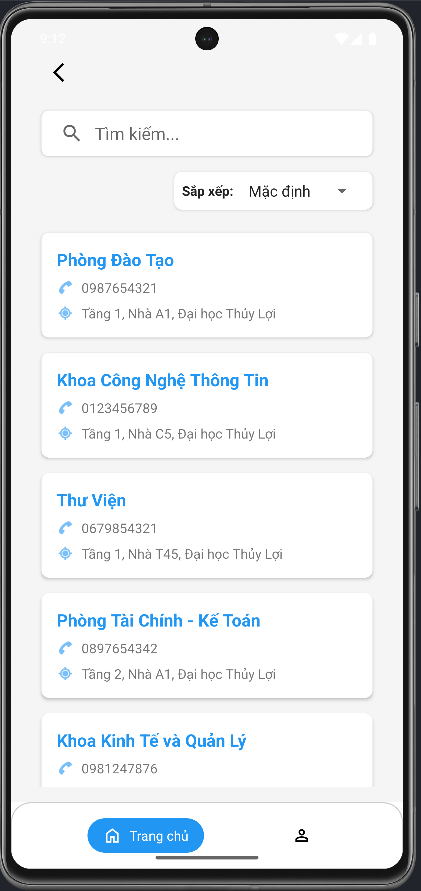 9:12
Tìm kiếm...
Sắp xếp: Mặc định
Phòng Đào Tạo
0987654321
Tầng 1, Nhà A1, Đại học Thủy Lợi
Khoa Công Nghệ Thông Tin
0123456789
Tầng 1, Nhà C5, Đại học Thủy Lợi
Thư Viện
0679854321
Tầng 1, Nhà T45, Đại học Thủy Lợi
Phòng Tài Chính - Kế Toán
0897654342
Tầng 2, Nhà A1, Đại học Thủy Lợi
Khoa Kinh Tế và Quản Lý
0981247876
Trang chủ